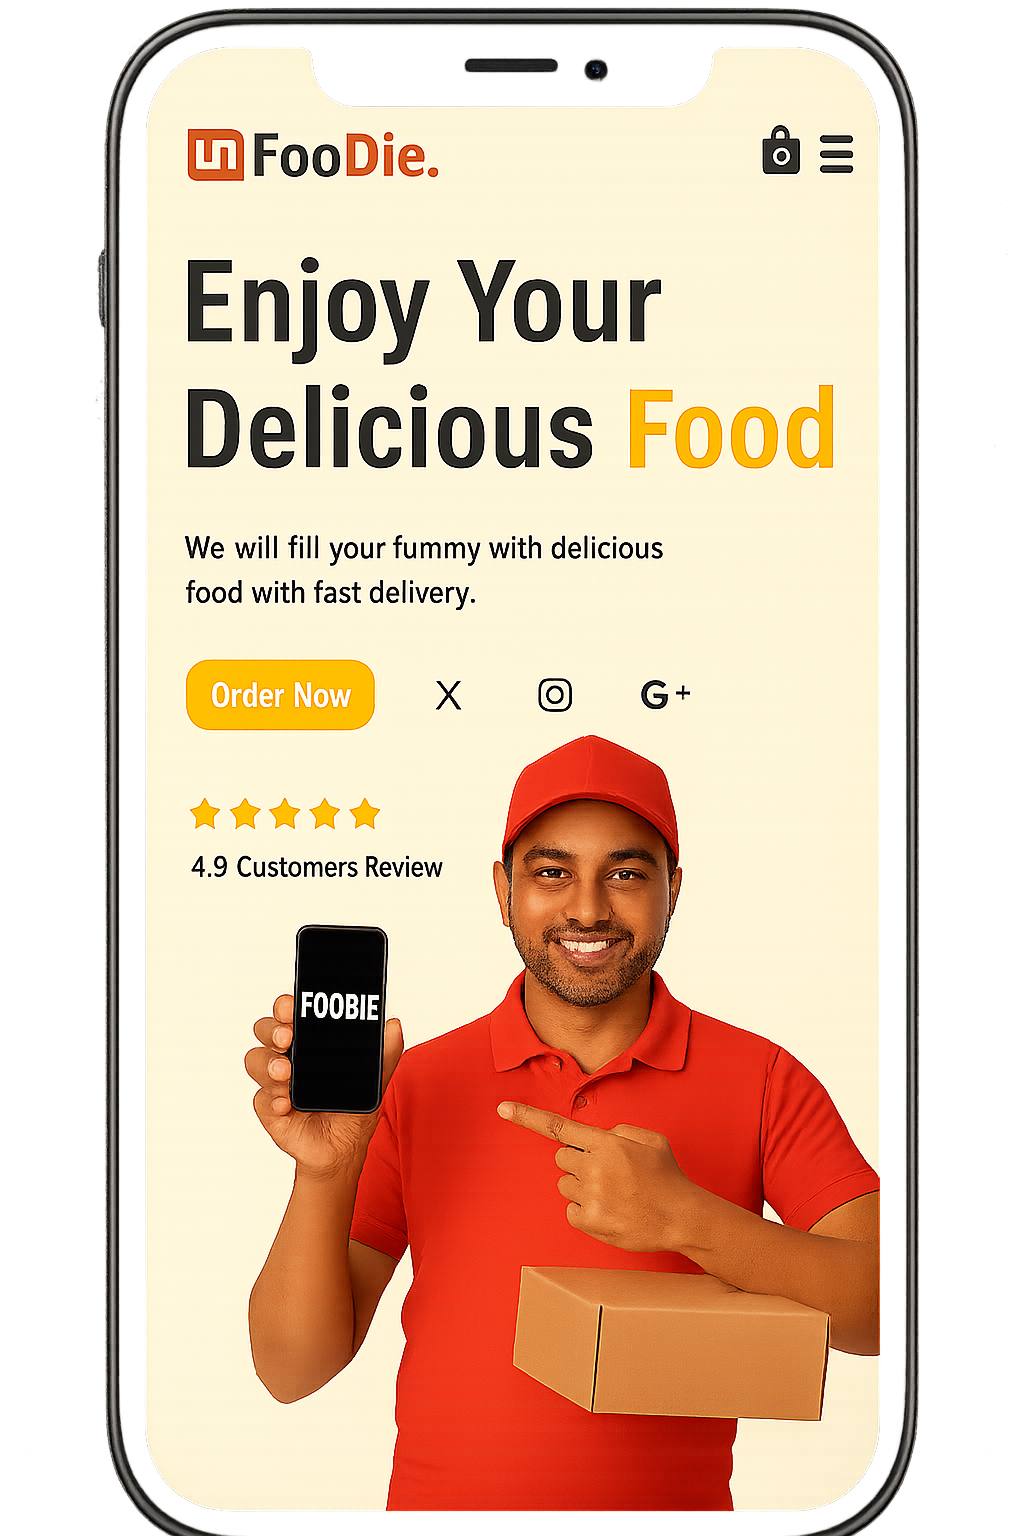 FooDie.
Enjoy Your
Delicious Food
We will fill your fummy with delicious
food with fast delivery.
Order Now
X
G+
4.9 Customers Review
FOOBIE